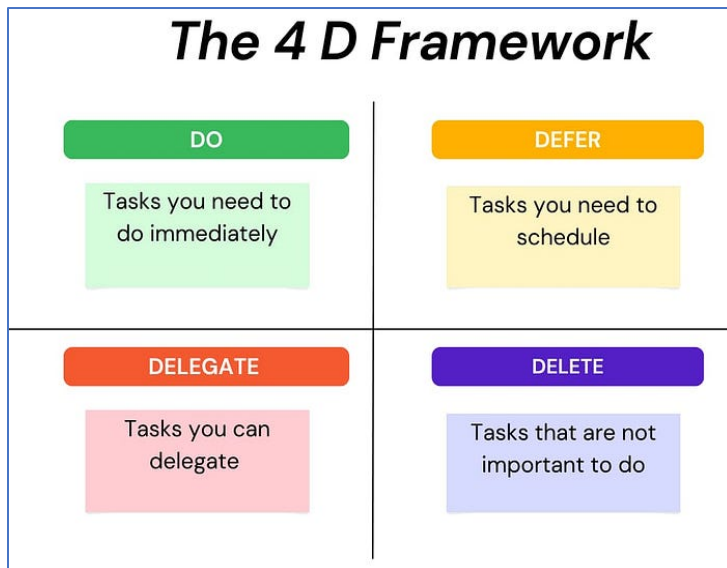 The 4 D Framework
DO
Tasks you need to
do immediately
DEFER
Tasks you need to
schedule
DELEGATE
Tasks you can
delegate
DELETE
Tasks that are not
important to do